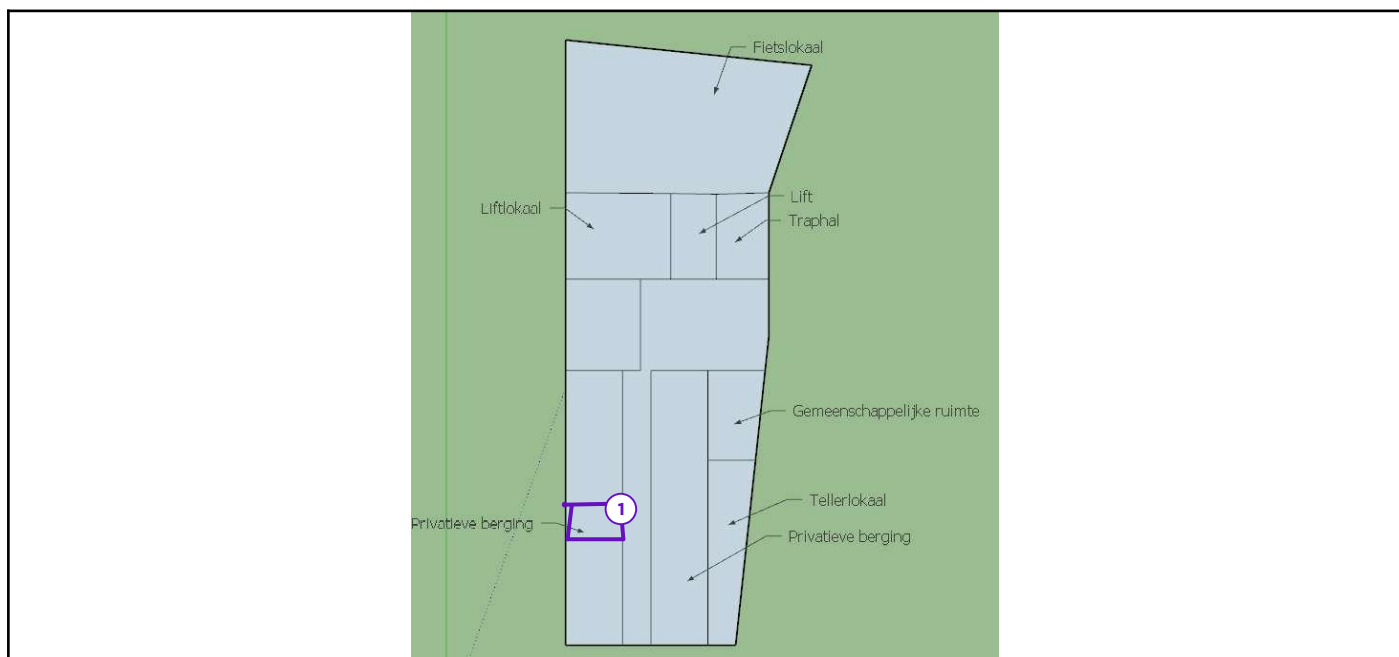 Fietslokaal
Lift
Liftlokaal
Traphal
Gemeenschappelijke ruimte
Tellerlokaal
1
Privatieve berging
Privatieve berging